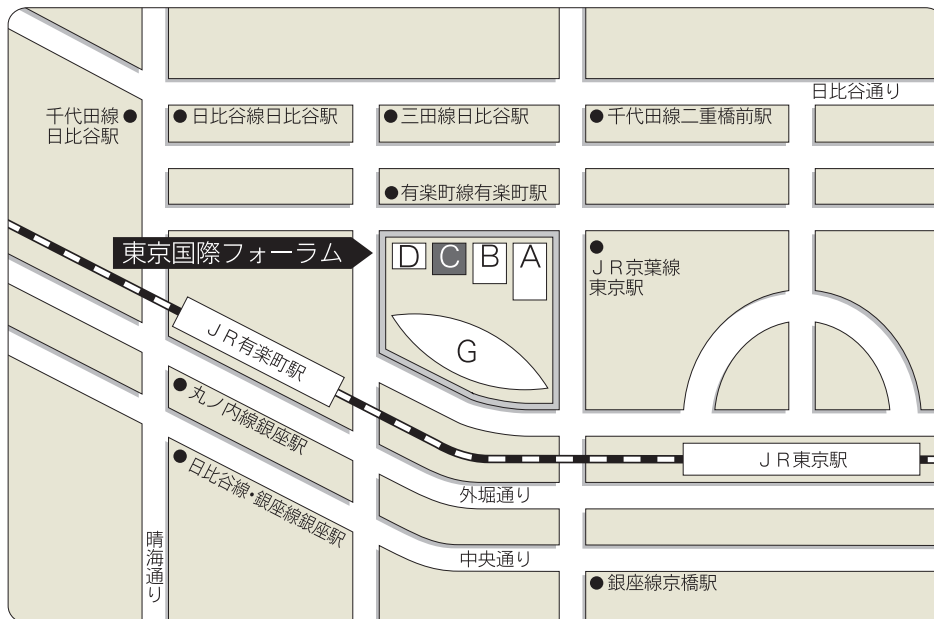 日比谷通り
千代田線
日比谷駅
日比谷線日比谷駅
三田線日比谷駅
千代田線二重橋前駅
有楽町線有楽町駅
東京国際フォーラム
D
C
B
A
G
JR京葉線
東京駅
JR有楽町駅
丸ノ内線銀座駅
日比谷線・銀座線銀座駅
JR東京駅
外堀通り
中央通り
晴海通り
銀座線京橋駅